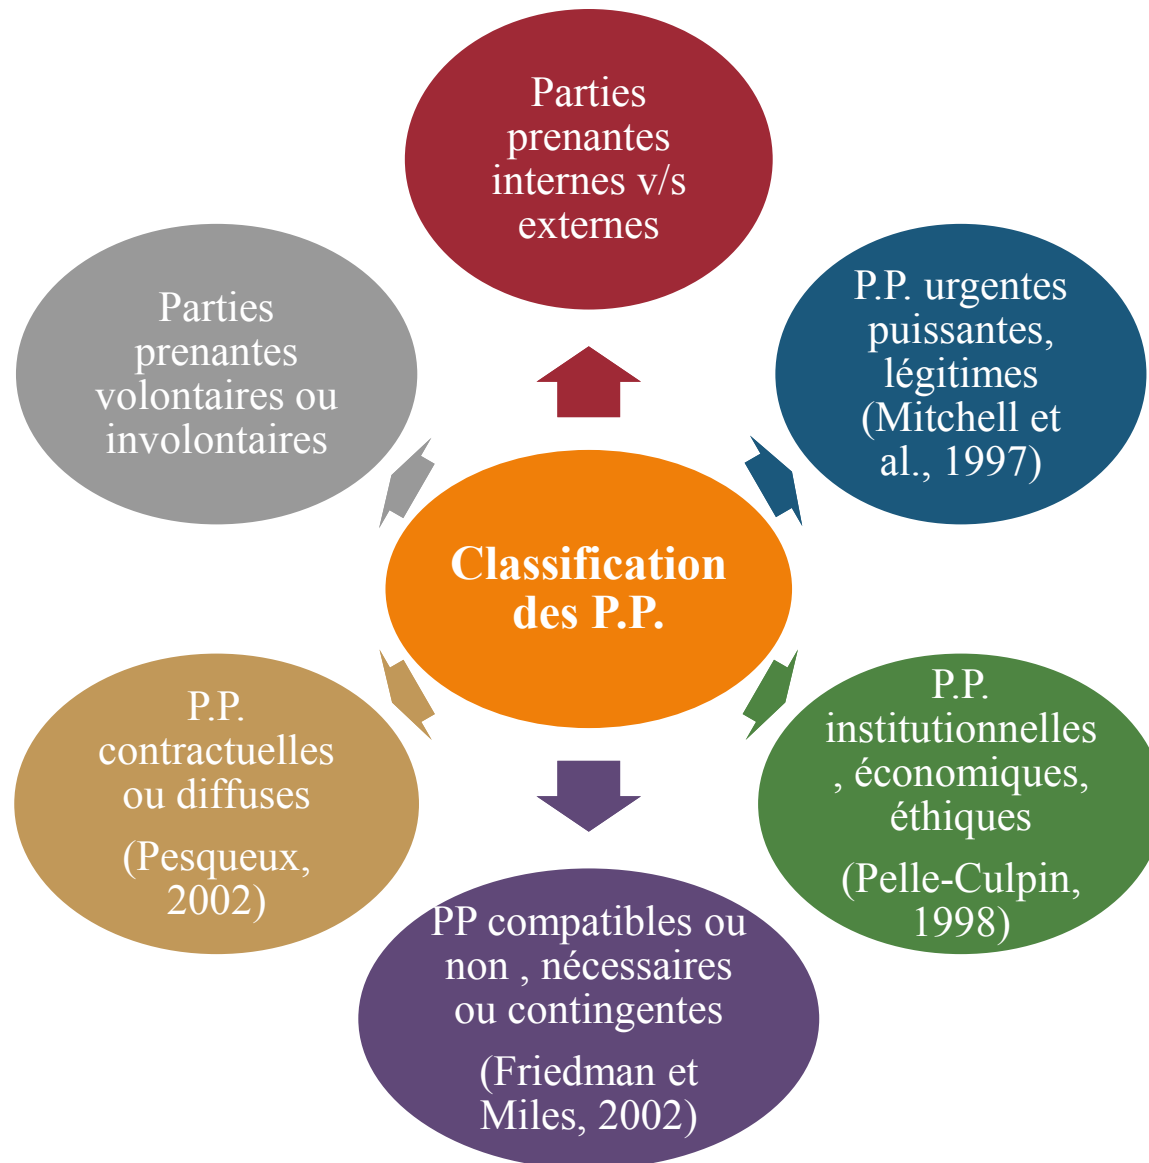 Parties
prenantes
internes v/s
externes
P.P. urgentes
puissantes,
légitimes
(Mitchell et
al., 1997)
P.P.
institutionnelles
, économiques,
éthiques
(Pelle-Culpin,
1998)
PP compatibles ou
non , nécessaires
ou contingentes
(Friedman et
Miles, 2002)
P.P.
contractuelles
ou diffuses
(Pesqueux,
2002)
Parties
prenantes
volontaires ou
involontaires
Classification
des P.P.